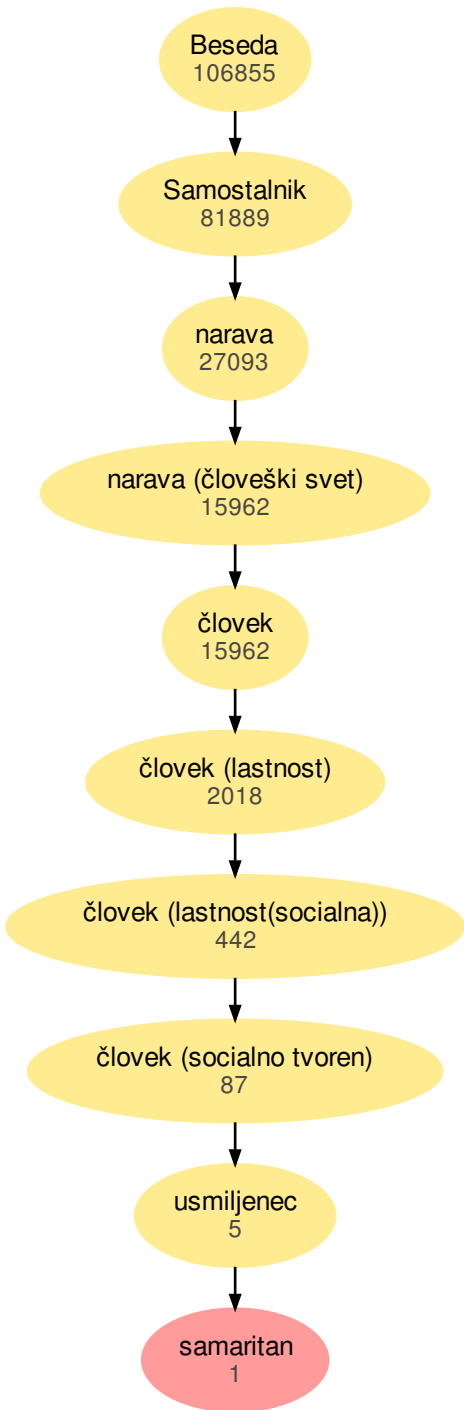 Beseda
106855
Samostalnik
81889
narava
27093
narava (človeški svet)
15962
človek
15962
človek (lastnost)
2018
človek (lastnost(socialna))
442
človek (socialno tvoren)
87
usmiljenec
5
samaritan
1